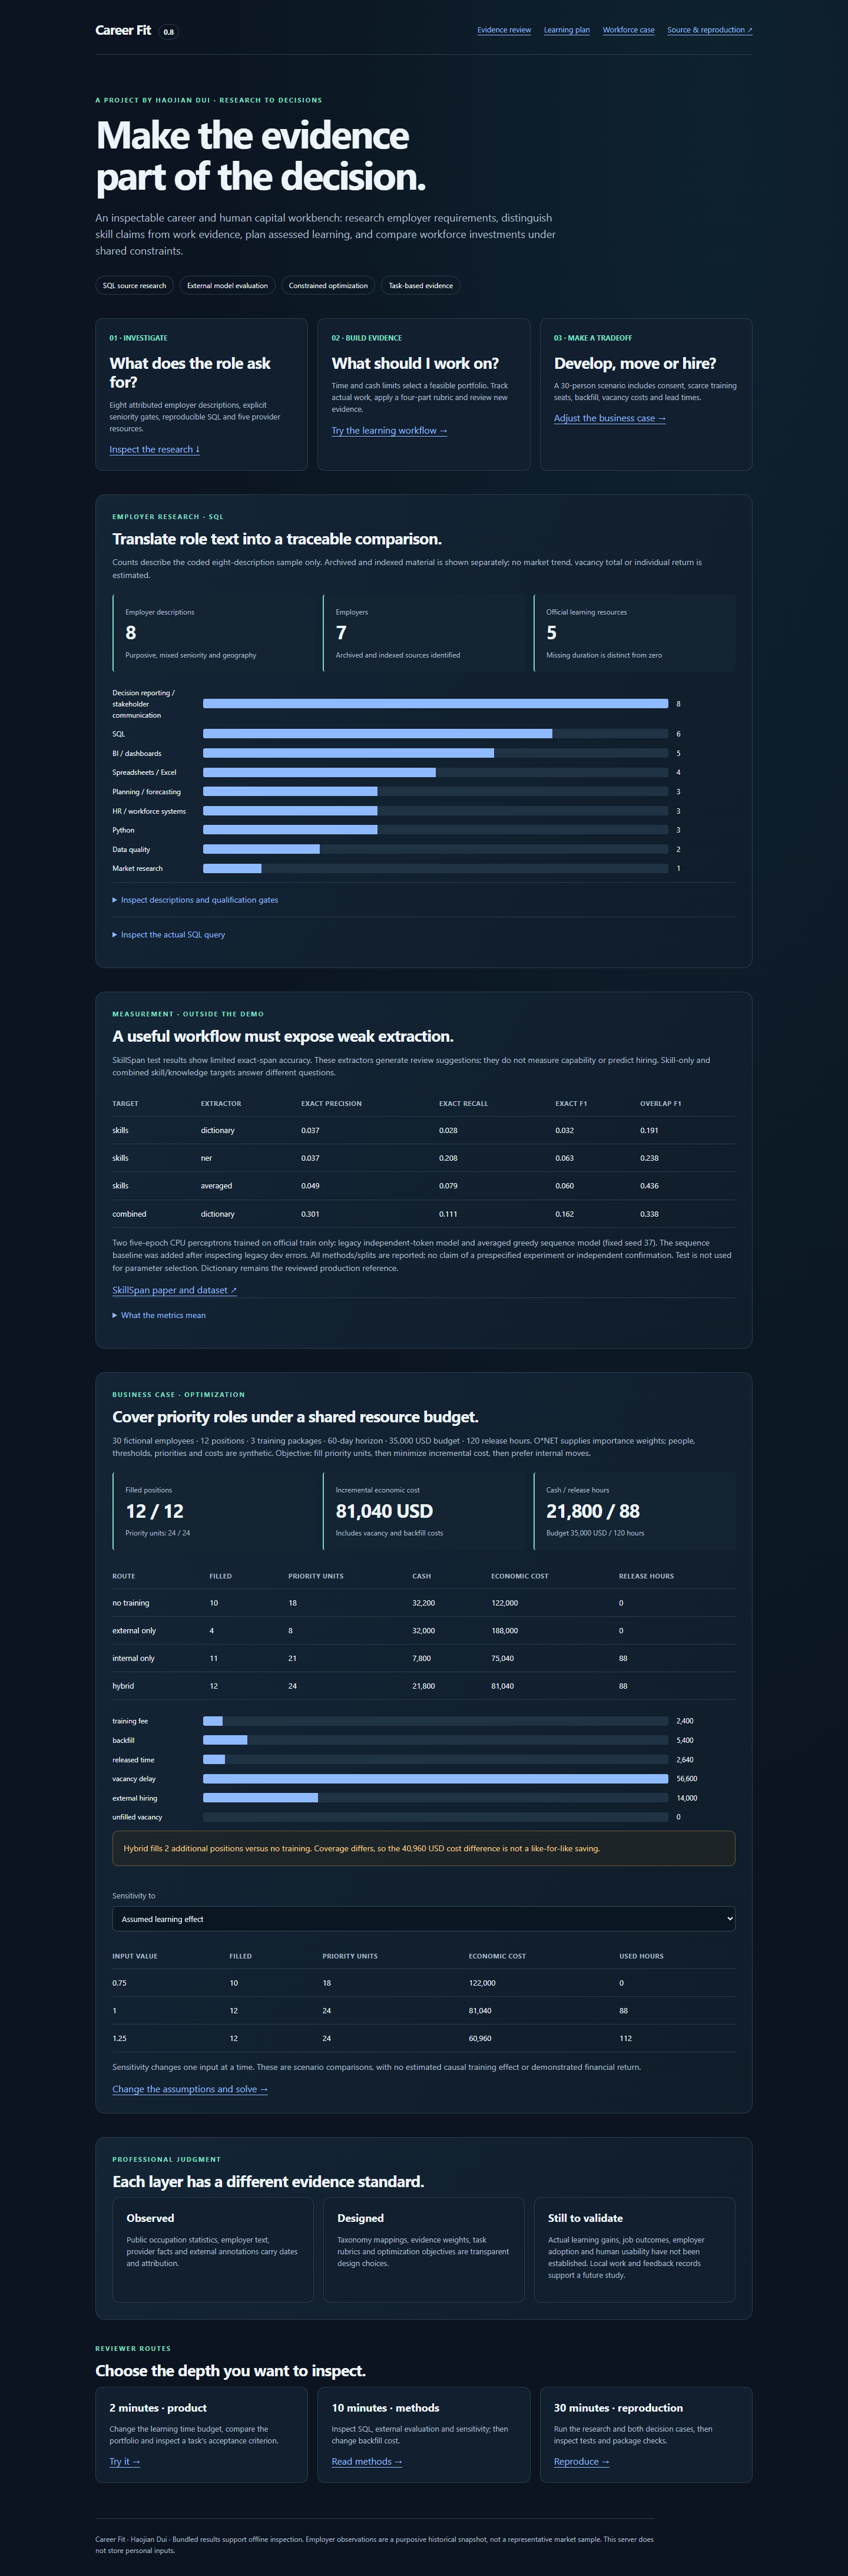 Career Fit 0.8
Evidence review Learning plan Workforce case Source & reproduction ↗
A PROJECT BY HAOJIAN DUI · RESEARCH TO DECISIONS
Make the evidence
part of the decision.
An inspectable career and human capital workbench: research employer requirements, distinguish
skill claims from work evidence, plan assessed learning, and compare workforce investments under
shared constraints.
SQL source research External model evaluation Constrained optimization Task-based evidence
01 · INVESTIGATE
What does the role ask
for?
Eight attributed employer descriptions, explicit
seniority gates, reproducible SQL and five provider
resources.
Inspect the research ↓
02 · BUILD EVIDENCE
What should I work on?
Time and cash limits select a feasible portfolio. Track
actual work, apply a four-part rubric and review new
evidence.
Try the learning workflow →
03 · MAKE A TRADEOFF
Develop, move or hire?
A 30-person scenario includes consent, scarce training
seats, backfill, vacancy costs and lead times.
Adjust the business case →
EMPLOYER RESEARCH · SQL
Translate role text into a traceable comparison.
Counts describe the coded eight-description sample only. Archived and indexed material is shown separately; no market trend, vacancy total or individual return is
estimated.
Employer descriptions
8
Purposive, mixed seniority and geography
Employers
7
Archived and indexed sources identified
Official learning resources
5
Missing duration is distinct from zero
Decision reporting /
stakeholder
communication
8
SQL 6
BI / dashboards 5
Spreadsheets / Excel 4
Planning / forecasting 3
HR / workforce systems 3
Python 3
Data quality 2
Market research 1
▶ Inspect descriptions and qualification gates
▶ Inspect the actual SQL query
MEASUREMENT · OUTSIDE THE DEMO
A useful workflow must expose weak extraction.
SkillSpan test results show limited exact-span accuracy. These extractors generate review suggestions; they do not measure capability or predict hiring. Skill-only and
combined skill/knowledge targets answer different questions.
TARGET EXTRACTOR EXACT PRECISION EXACT RECALL EXACT F1 OVERLAP F1
skills dictionary 0.037 0.028 0.032 0.191
skills ner 0.037 0.208 0.063 0.238
skills averaged 0.049 0.079 0.060 0.436
combined dictionary 0.301 0.111 0.162 0.338
Two five-epoch CPU perceptrons trained on official train only: legacy independent-token model and averaged greedy sequence model (fixed seed 37). The sequence
baseline was added after inspecting legacy dev errors. All methods/splits are reported; no claim of a prespecified experiment or independent confirmation. Test is not used
for parameter selection. Dictionary remains the reviewed production reference.
SkillSpan paper and dataset ↗
▶ What the metrics mean
BUSINESS CASE · OPTIMIZATION
Cover priority roles under a shared resource budget.
30 fictional employees · 12 positions · 3 training packages · 60-day horizon · 35,000 USD budget · 120 release hours. O*NET supplies importance weights; people,
thresholds, priorities and costs are synthetic. Objective: fill priority units, then minimize incremental cost, then prefer internal moves.
Filled positions
12 / 12
Priority units: 24 / 24
Incremental economic cost
81,040 USD
Includes vacancy and backfill costs
Cash / release hours
21,800 / 88
Budget 35,000 USD / 120 hours
ROUTE FILLED PRIORITY UNITS CASH ECONOMIC COST RELEASE HOURS
no training 10 18 32,200 122,000 0
external only 4 8 32,000 188,000 0
internal only 11 21 7,800 75,040 88
hybrid 12 24 21,800 81,040 88
training fee 2,400
backfill 5,400
released time 2,640
vacancy delay 56,600
external hiring 14,000
unfilled vacancy 0
Hybrid fills 2 additional positions versus no training. Coverage differs, so the 40,960 USD cost difference is not a like-for-like saving.
Sensitivity to
Assumed learning effect
INPUT VALUE FILLED PRIORITY UNITS ECONOMIC COST USED HOURS
0.75 10 18 122,000 0
1 12 24 81,040 88
1.25 12 24 60,960 112
Sensitivity changes one input at a time. These are scenario comparisons, with no estimated causal training effect or demonstrated financial return.
Change the assumptions and solve →
PROFESSIONAL JUDGMENT
Each layer has a different evidence standard.
Observed
Public occupation statistics, employer text,
provider facts and external annotations carry dates
and attribution.
Designed
Taxonomy mappings, evidence weights, task
rubrics and optimization objectives are transparent
design choices.
Still to validate
Actual learning gains, job outcomes, employer
adoption and human usability have not been
established. Local work and feedback records
support a future study.
REVIEWER ROUTES
Choose the depth you want to inspect.
2 minutes · product
Change the learning time budget, compare the
portfolio and inspect a task's acceptance criterion.
Try it →
10 minutes · methods
Inspect SQL, external evaluation and sensitivity; then
change backfill cost.
Read methods →
30 minutes · reproduction
Run the research and both decision cases, then
inspect tests and package checks.
Reproduce →
Career Fit · Haojian Dui · Bundled results support offline inspection. Employer observations are a purposive historical snapshot, not a representative market sample. This server does
not store personal inputs.